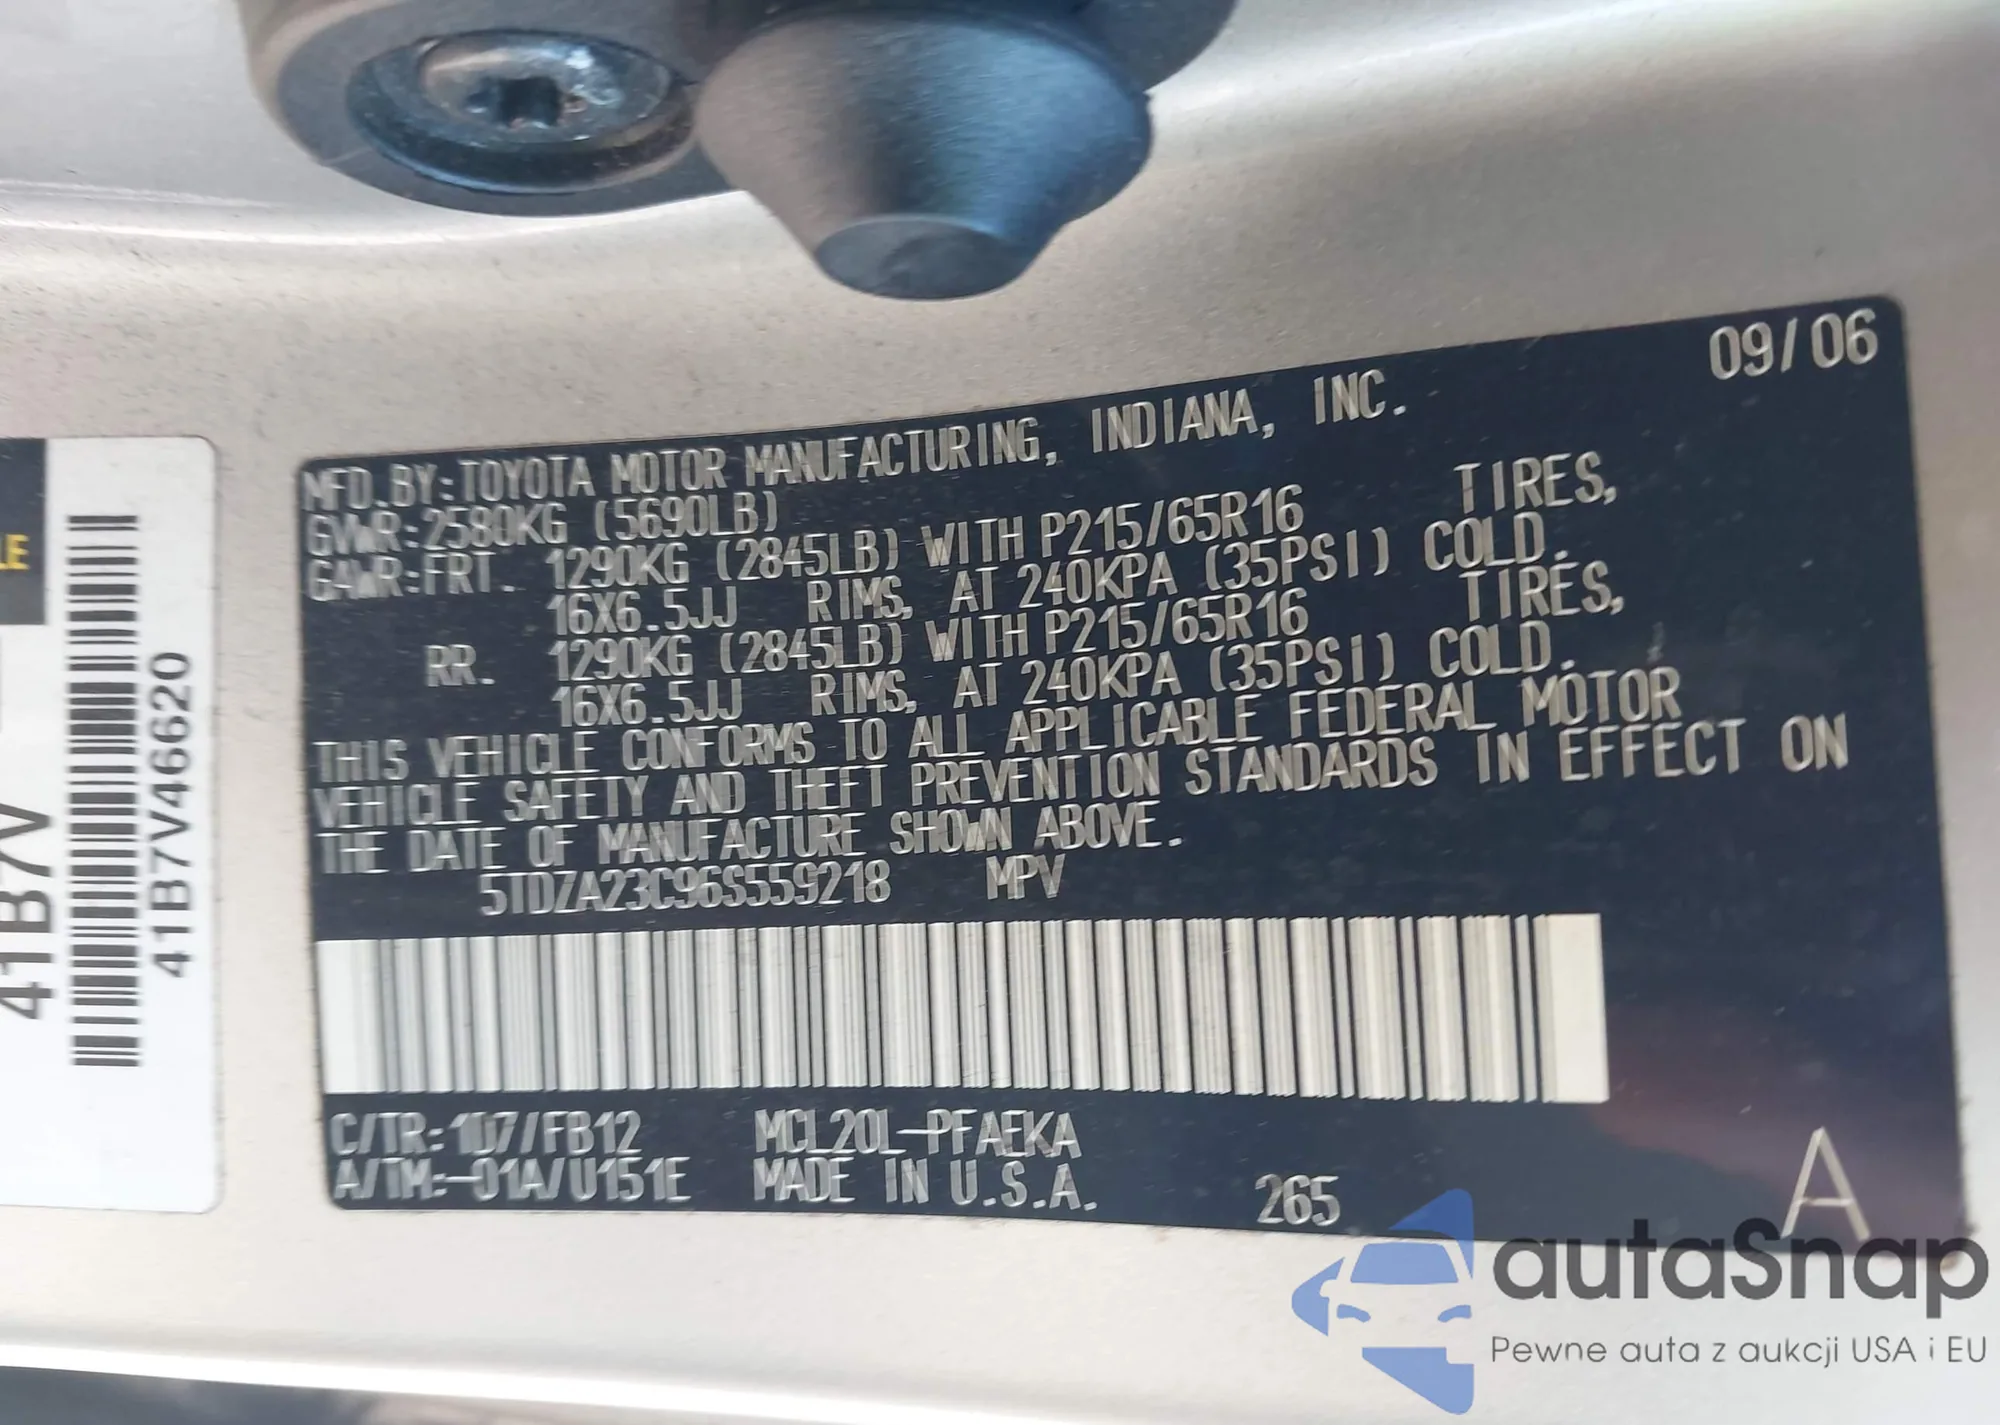 09/06
MFD. BY: TOYOTA MOTOR MANUFACTURING, INDIANA, INC.
GVWR: 2580KG (5690LB)
GAWR: FRT. 1290KG (2845LB) WITH P215/65R16 TIRES,
16X6.5JJ RIMS, AT 240KPA (35PSI) COLD.
RR. 1290KG (2845LB) WITH P215/65R16 TIRES,
16X6.5JJ RIMS, AT 240KPA (35PSI) COLD.
THIS VEHICLE CONFORMS TO ALL APPLICABLE FEDERAL MOTOR
VEHICLE SAFETY AND THEFT PREVENTION STANDARDS IN EFFECT ON
THE DATE OF MANUFACTURE SHOWN ABOVE.
5TDZA23C96S559218 MPV
C/TR: 1D7/FB12 MCL20L-PFAEKA
A/TM:-01A/U151E MADE IN U.S.A. 265 A
LE
41B7V
41B7V46620
autaSnap
Pewne auta z aukcji USA i EU